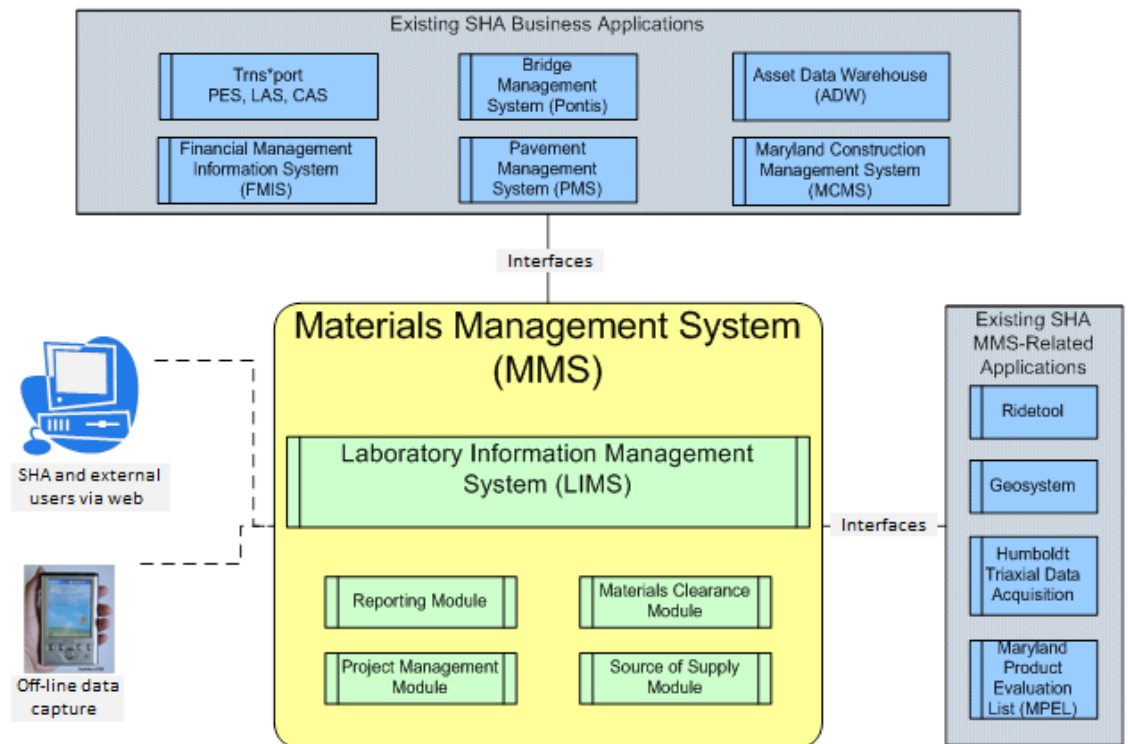 Existing SHA Business Applications
Trns*port
PES, LAS, CAS
Bridge
Management
System (Pontis)
Asset Data Warehouse
(ADW)
Financial Management
Information System
(FMIS)
Pavement
Management
System (PMS)
Maryland Construction
Management System
(MCMS)
Interfaces
Materials Management System
(MMS)
Laboratory Information Management
System (LIMS)
Reporting Module
Materials Clearance
Module
Project Management
Module
Source of Supply
Module
SHA and external
users via web
Off-line data
capture
Interfaces
Existing SHA
MMS-Related
Applications
Ridetool
Geosystem
Humboldt
Triaxial Data
Acquisition
Maryland
Product
Evaluation
List (MPEL)